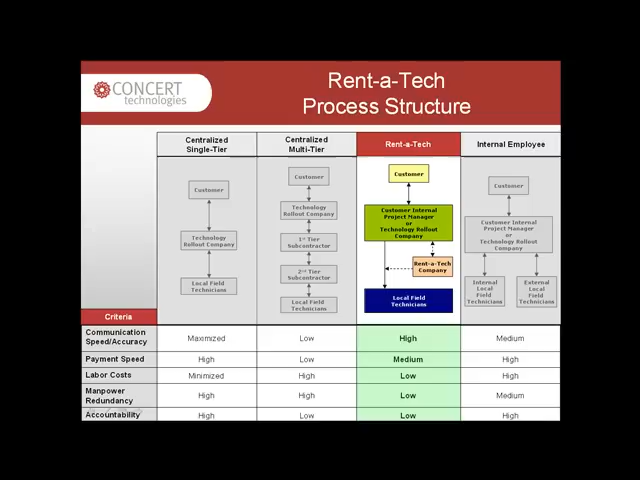 CONCERT
technologies
Rent-a-Tech
Process Structure
Centralized
Single-Tier
Centralized
Multi-Tier
Rent-a-Tech
Internal Employee
Customer
Technology
Rollout Company
Local Field
Technicians
Customer
Technology
Rollout Company
1st Tier
Subcontractor
2nd Tier
Subcontractor
Local Field
Technicians
Customer
Customer Internal
Project Manager
or
Technology Rollout
Company
Rent-a-Tech
Company
Local Field
Technicians
Customer
Customer Internal
Project Manager
or
Technology Rollout
Company
Internal
Local
Field
Technicians
External
Local
Field
Technicians
Criteria
Communication
Speed/Accuracy
Maximized
Low
High
Medium
Payment Speed
High
Low
Medium
High
Labor Costs
Minimized
High
Low
High
Manpower
Redundancy
High
High
Low
Medium
Accountability
High
Low
Low
High